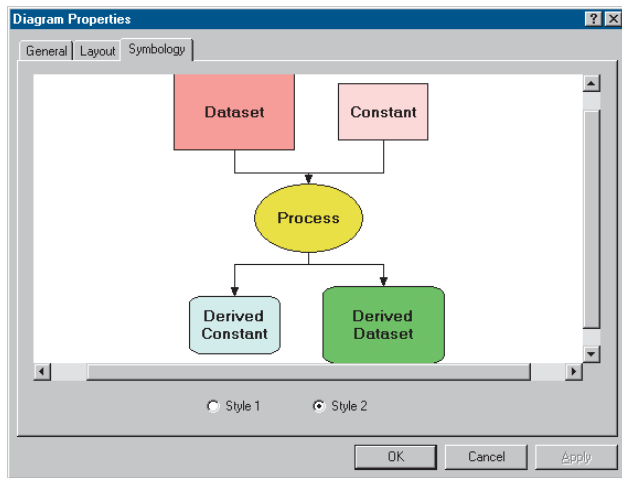 Diagram Properties
General Layout Symbology
Dataset
Constant
Process
Derived
Constant
Derived
Dataset
Style 1
Style 2
OK
Cancel
Apply